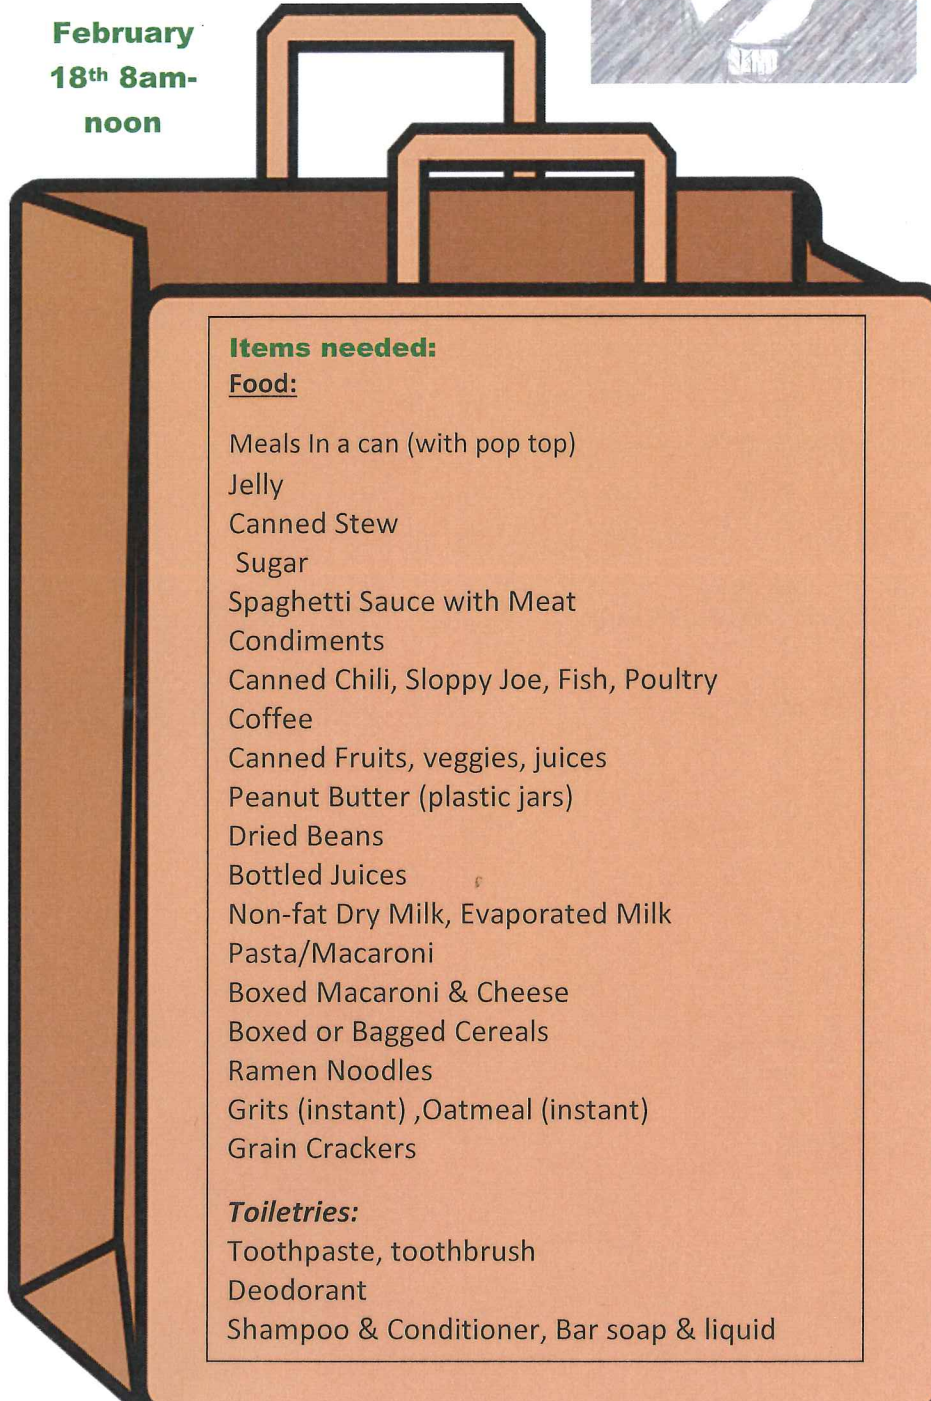 February
18th 8am-
noon
Items needed:
Food:
Meals In a can (with pop top)
Jelly
Canned Stew
Sugar
Spaghetti Sauce with Meat
Condiments
Canned Chili, Sloppy Joe, Fish, Poultry
Coffee
Canned Fruits, veggies, juices
Peanut Butter (plastic jars)
Dried Beans
Bottled Juices
Non-fat Dry Milk, Evaporated Milk
Pasta/Macaroni
Boxed Macaroni & Cheese
Boxed or Bagged Cereals
Ramen Noodles
Grits (instant) ,Oatmeal (instant)
Grain Crackers
Toiletries:
Toothpaste, toothbrush
Deodorant
Shampoo & Conditioner, Bar soap & liquid